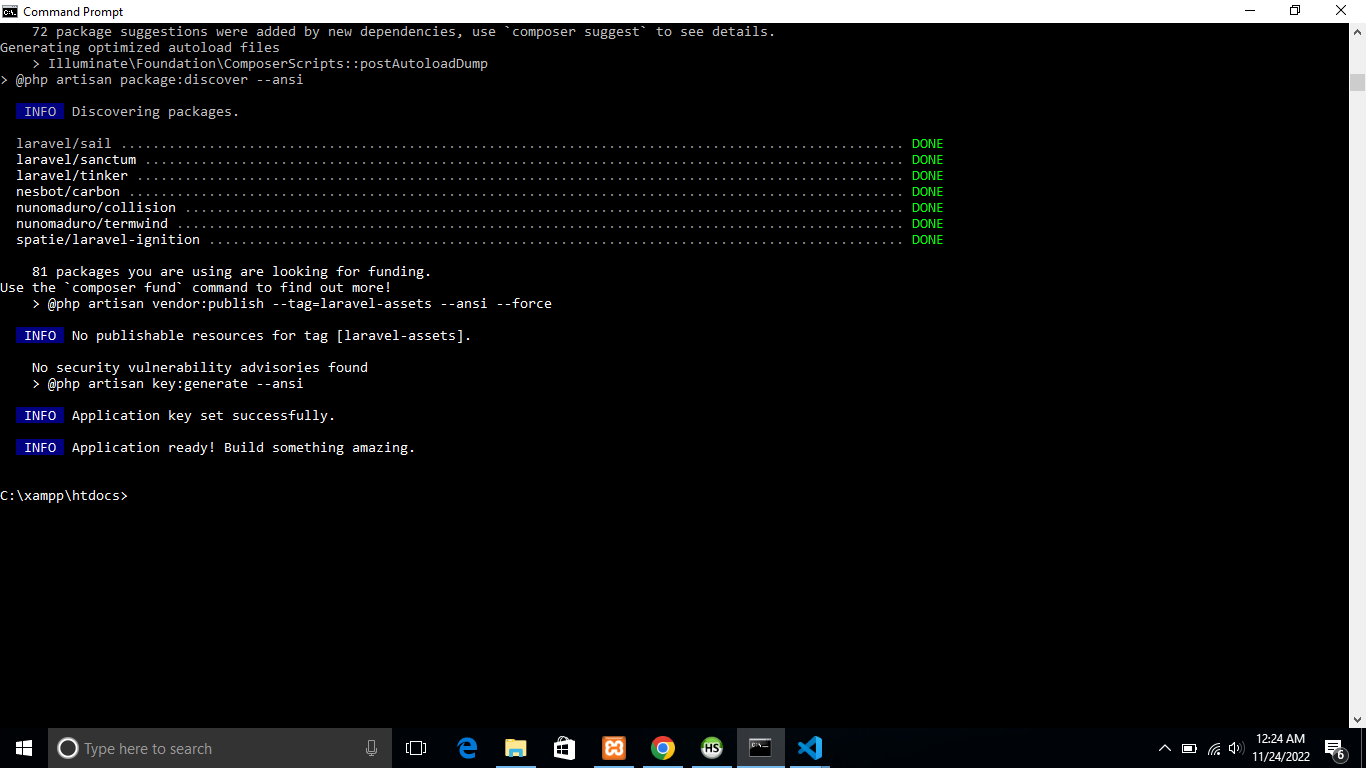 Command Prompt
72 package suggestions were added by new dependencies, use `composer suggest` to see details.
Generating optimized autoload files
> Illuminate\Foundation\ComposerScripts::postAutoloadDump
> @php artisan package:discover --ansi
INFO Discovering packages.
laravel/sail .................................................................................................. DONE
laravel/sanctum ............................................................................................... DONE
laravel/tinker ................................................................................................ DONE
nesbot/carbon ................................................................................................. DONE
nunomaduro/collision .......................................................................................... DONE
nunomaduro/termwind ........................................................................................... DONE
spatie/laravel-ignition ....................................................................................... DONE
81 packages you are using are looking for funding.
Use the `composer fund` command to find out more!
> @php artisan vendor:publish --tag=laravel-assets --ansi --force
INFO No publishable resources for tag [laravel-assets].
No security vulnerability advisories found
> @php artisan key:generate --ansi
INFO Application key set successfully.
INFO Application ready! Build something amazing.
C:\xampp\htdocs>
Type here to search
HS
12:24 AM
11/24/2022
6